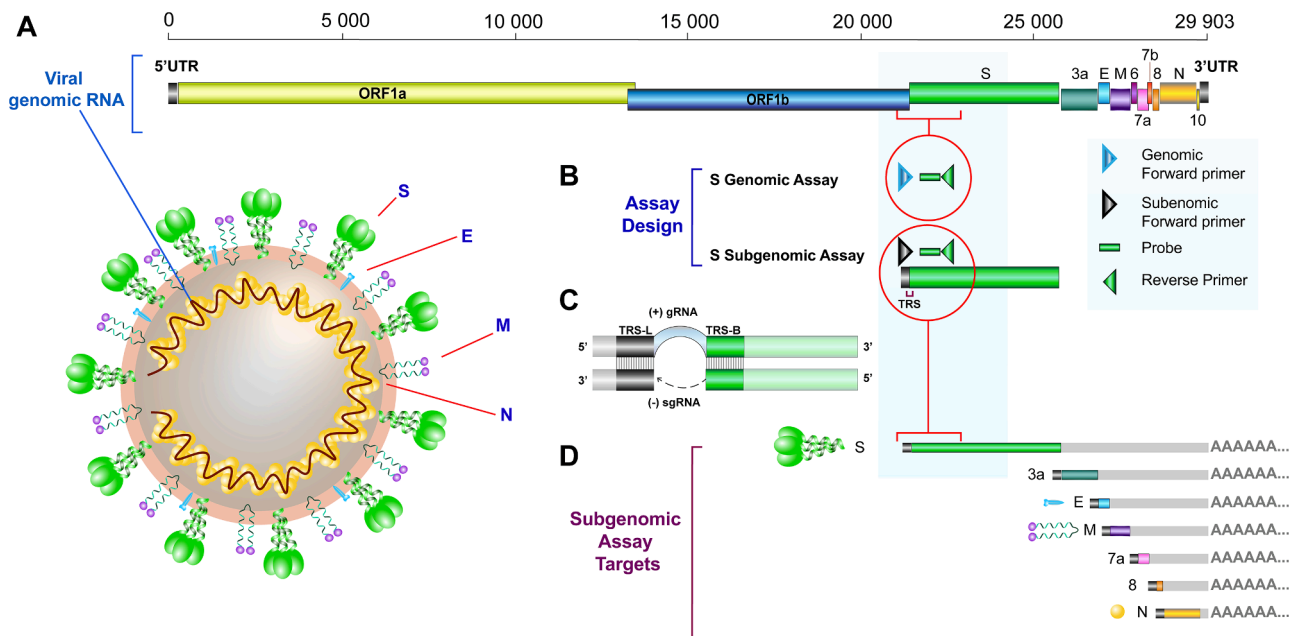 A
0 5 000 10 000 15 000 20 000 25 000 29 903
Viral
genomic RNA
5’UTR
ORF1a
ORF1b
S
3a
E
M
6
7a
7b
8
N
10
3’UTR
S
E
M
N
B
Assay
Design
S Genomic Assay
S Subgenomic Assay
TRS
Genomic
Forward primer
Subenomic
Forward primer
Probe
Reverse Primer
C
(+) gRNA
TRS-L
TRS-B
5’
3’
3’
5’
(-) sgRNA
D
Subgenomic
Assay
Targets
S AAAAAA...
3a AAAAAA...
E AAAAAA...
M AAAAAA...
7a AAAAAA...
8 AAAAAA...
N AAAAAA...